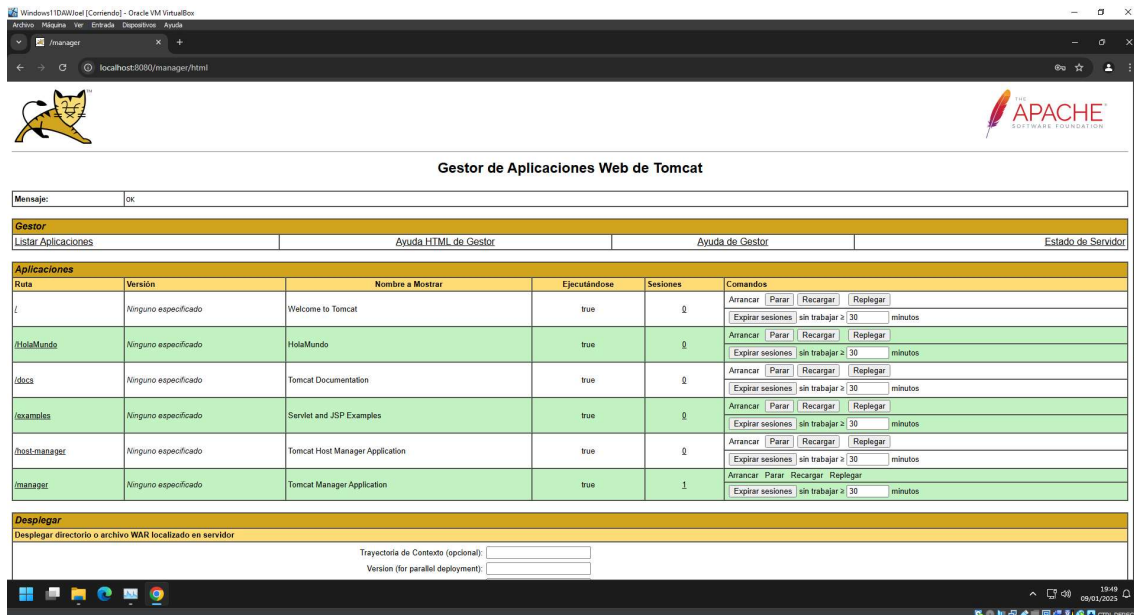 Windows11DAWJoel [Corriendo] - Oracle VM VirtualBox
Archivo Máquina Ver Entrada Dispositivos Ayuda
/manager
localhost:8080/manager/html
TM
THE
APACHE
SOFTWARE FOUNDATION
Gestor de Aplicaciones Web de Tomcat
Mensaje: OK
Gestor
Listar Aplicaciones Ayuda HTML de Gestor Ayuda de Gestor Estado de Servidor
Aplicaciones
Ruta Versión Nombre a Mostrar Ejecutándose Sesiones Comandos
Arrancar Parar Recargar Replegar
/ Ninguno especificado Welcome to Tomcat true 0
Expirar sesiones sin trabajar ≥ 30 minutos
Arrancar Parar Recargar Replegar
/HolaMundo Ninguno especificado HolaMundo true 0
Expirar sesiones sin trabajar ≥ 30 minutos
Arrancar Parar Recargar Replegar
/docs Ninguno especificado Tomcat Documentation true 0
Expirar sesiones sin trabajar ≥ 30 minutos
Arrancar Parar Recargar Replegar
/examples Ninguno especificado Servlet and JSP Examples true 0
Expirar sesiones sin trabajar ≥ 30 minutos
Arrancar Parar Recargar Replegar
/host-manager Ninguno especificado Tomcat Host Manager Application true 0
Expirar sesiones sin trabajar ≥ 30 minutos
Arrancar Parar Recargar Replegar
/manager Ninguno especificado Tomcat Manager Application true 1
Expirar sesiones sin trabajar ≥ 30 minutos
Desplegar
Desplegar directorio o archivo WAR localizado en servidor
Trayectoria de Contexto (opcional):
Version (for parallel deployment):
19:49
09/01/2025